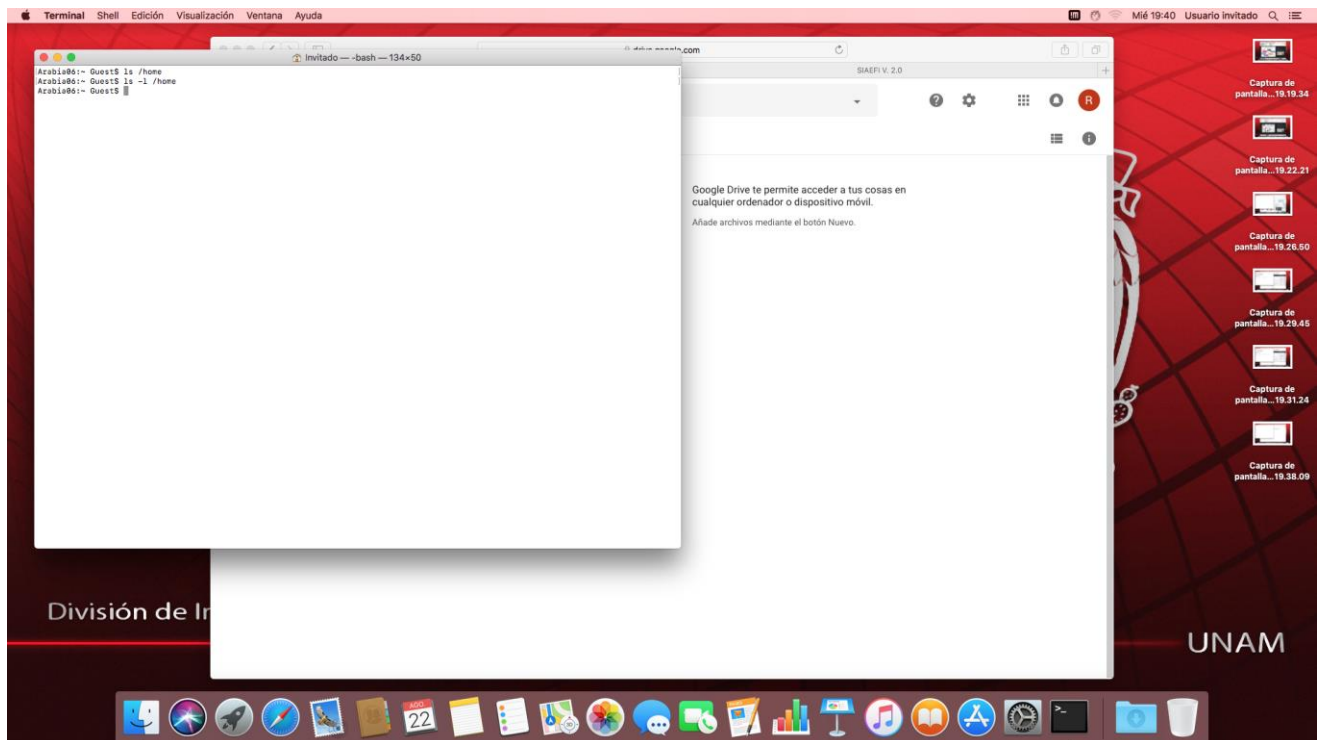 Terminal Shell Edición Visualización Ventana Ayuda
Mié 19:40 Usuario invitado
Invitado — -bash — 134×50
Arabia06:~ Guest$ ls /home
Arabia06:~ Guest$ ls -l /home
Arabia06:~ Guest$
SIAEFI V. 2.0
R
Google Drive te permite acceder a tus cosas en
cualquier ordenador o dispositivo móvil.
Añade archivos mediante el botón Nuevo.
Captura de
pantalla...19.19.34
Captura de
pantalla...19.22.21
Captura de
pantalla...19.26.50
Captura de
pantalla...19.29.45
Captura de
pantalla...19.31.24
Captura de
pantalla...19.38.09
División de
UNAM
AGO
22